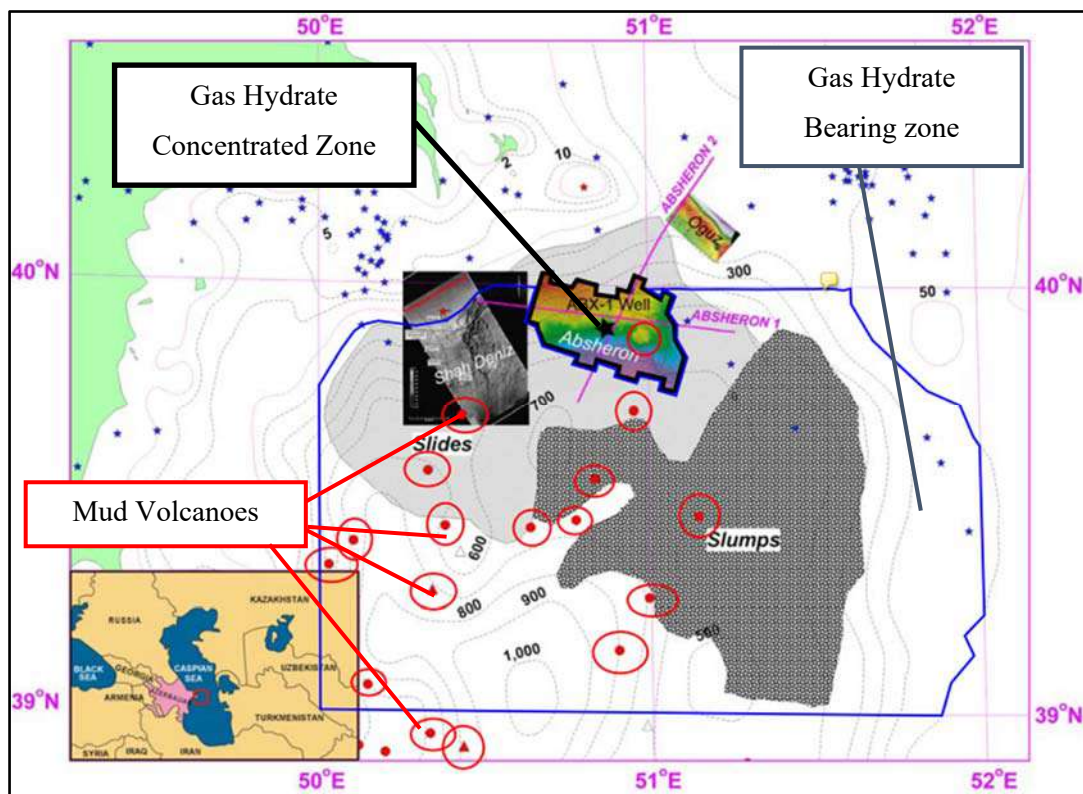 50°E
51°E
52°E
Gas Hydrate
Concentrated Zone
Gas Hydrate
Bearing zone
2
10
5
ABSHERON 2
Oguz
40°N
300
40°N
50
ABX-1 Well
ABSHERON 1
Absheron
Shah Deniz
700
Slides
Mud Volcanoes
Slumps
600
800
900
500
1,000
KAZAKHSTAN
RUSSIA
BLACK
SEA
GEORGIA
CASPIAN
SEA
UZBEKISTAN
ARMENIA
AZERBAIJAN
TURKMENISTAN
SYRIA
IRAQ
IRAN
39°N
39°N
50°E
51°E
52°E